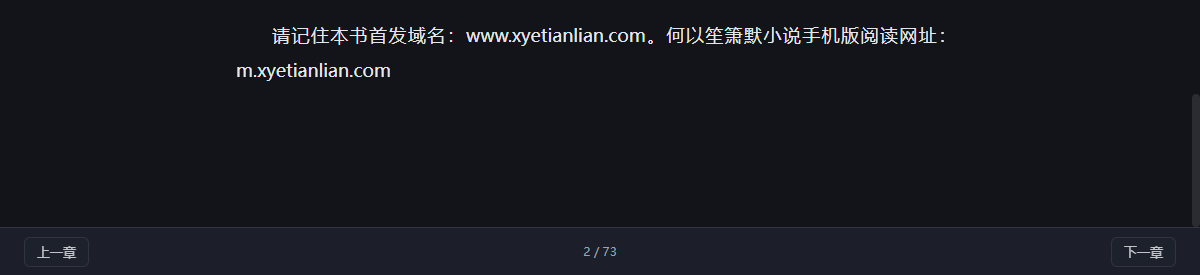 请记住本书首发域名：www.xyetianlian.com。何以笙箫默小说手机版阅读网址：
m.xyetianlian.com
上一章
2 / 73
下一章